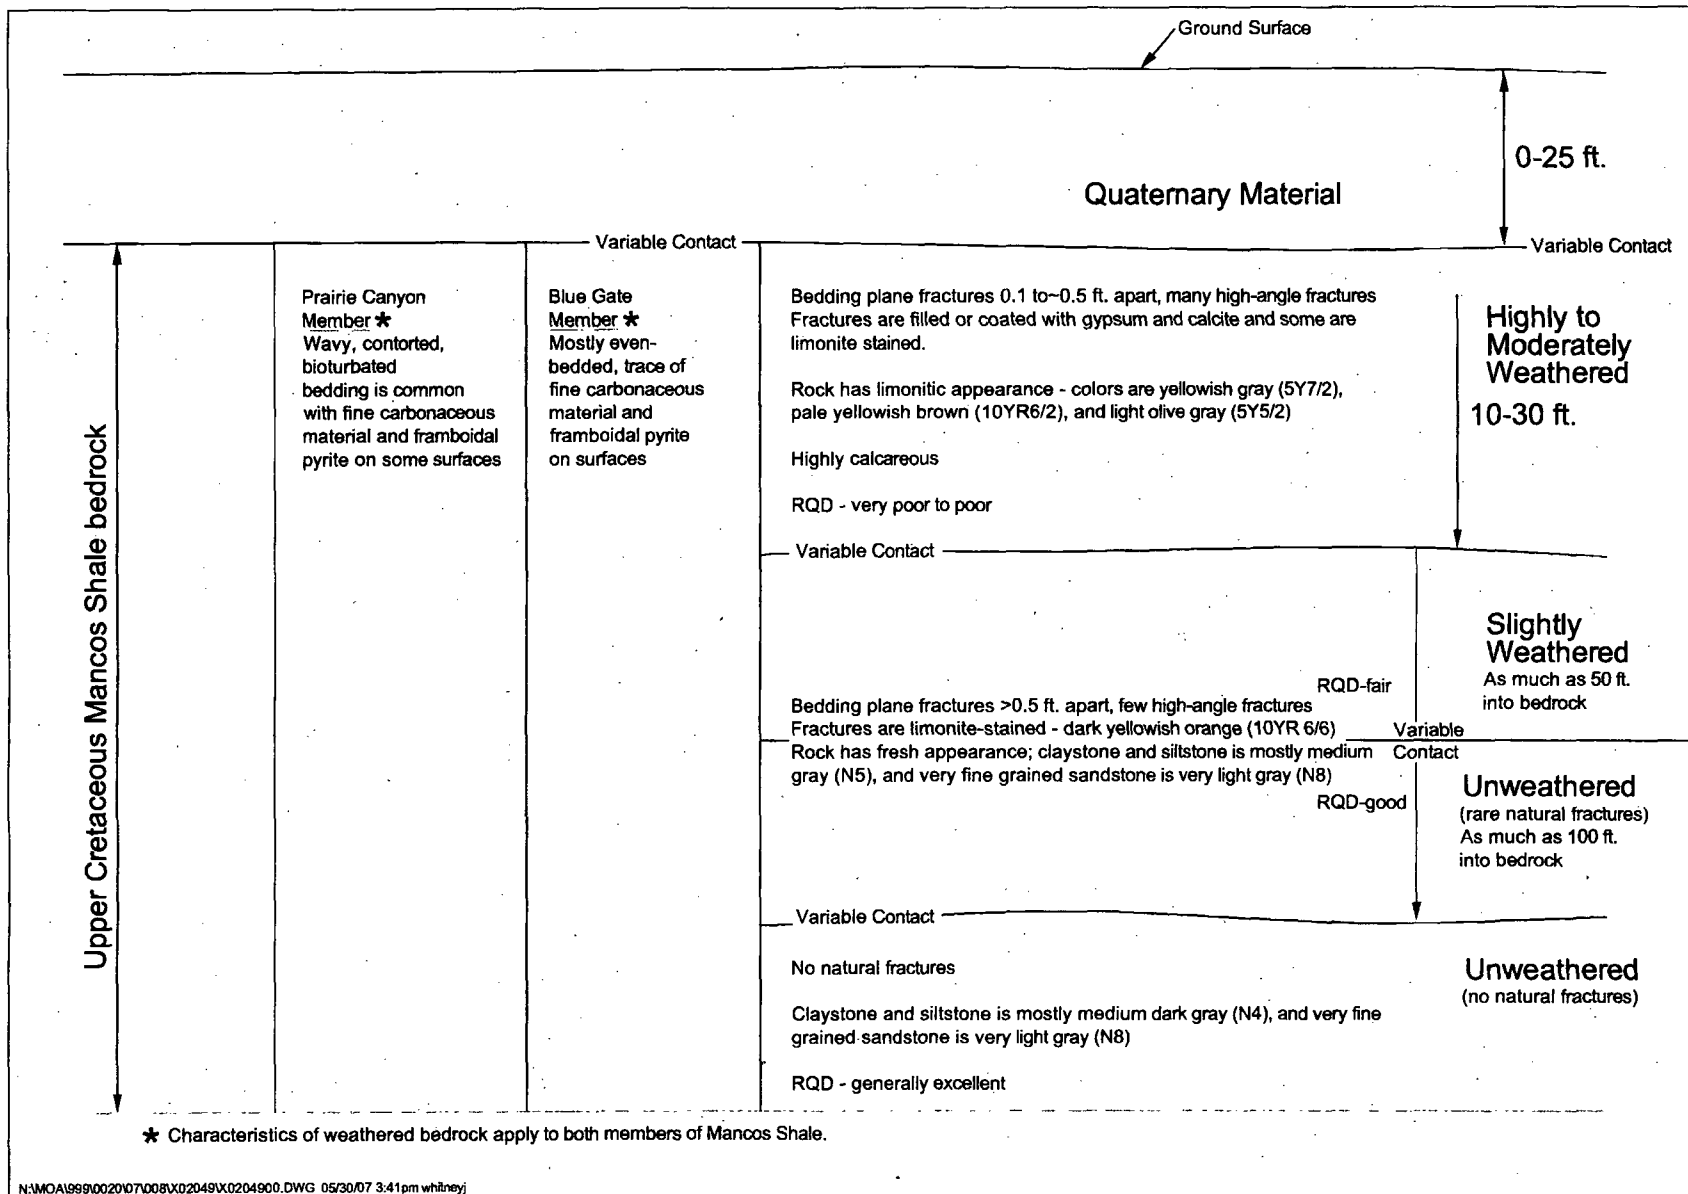 Ground Surface
0-25 ft.
Quaternary Material
Variable Contact
Variable Contact
Upper Cretaceous Mancos Shale bedrock
Prairie Canyon
Member ★
Wavy, contorted,
bioturbated
bedding is common
with fine carbonaceous
material and framboidal
pyrite on some surfaces
Blue Gate
Member ★
Mostly even-
bedded, trace of
fine carbonaceous
material and
framboidal pyrite
on surfaces
Bedding plane fractures 0.1 to~0.5 ft. apart, many high-angle fractures
Fractures are filled or coated with gypsum and calcite and some are
limonite stained.
Rock has limonitic appearance - colors are yellowish gray (5Y7/2),
pale yellowish brown (10YR6/2), and light olive gray (5Y5/2)
Highly calcareous
RQD - very poor to poor
Highly to
Moderately
Weathered
10-30 ft.
Variable Contact
Slightly
Weathered
As much as 50 ft.
into bedrock
RQD-fair
Bedding plane fractures >0.5 ft. apart, few high-angle fractures
Fractures are limonite-stained - dark yellowish orange (10YR 6/6)
Variable
Contact
Rock has fresh appearance; claystone and siltstone is mostly medium
gray (N5), and very fine grained sandstone is very light gray (N8)
RQD-good
Unweathered
(rare natural fractures)
As much as 100 ft.
into bedrock
Variable Contact
No natural fractures
Claystone and siltstone is mostly medium dark gray (N4), and very fine
grained sandstone is very light gray (N8)
RQD - generally excellent
Unweathered
(no natural fractures)
★ Characteristics of weathered bedrock apply to both members of Mancos Shale.
N:\MOA\999\0020\07\008\X02049\X0204900.DWG 05/30/07 3:41pm whitneyj